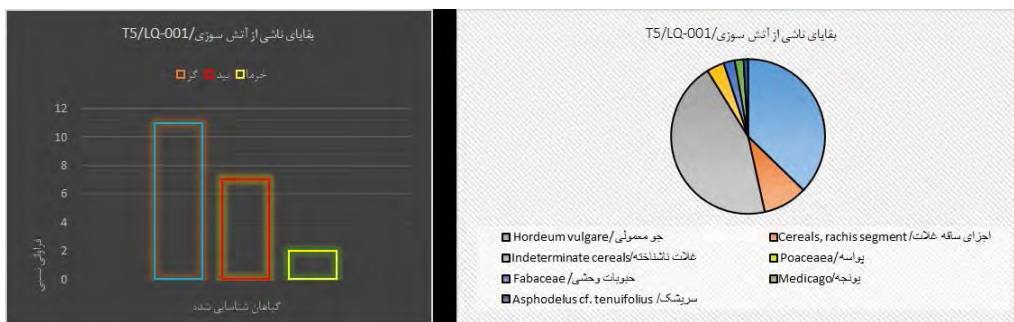 بقایای ناشی از آتش سوزی/T5/LQ-001
گز بید خرما
12
10
8
6
4
2
0
فراوانی نسبی
گیاهان شناسایی شده
بقایای ناشی از آتش سوزی/T5/LQ-001
Hordeum vulgare/جو معمولی
Cereals, rachis segment/اجزای ساقه غلات
Indeterminate cereals/غلات ناشناخته
Poaceaea/پواسه
Fabaceae/حبوبات وحشی
Medicago/یونجه
Asphodelus cf. tenuifolius/سریشک